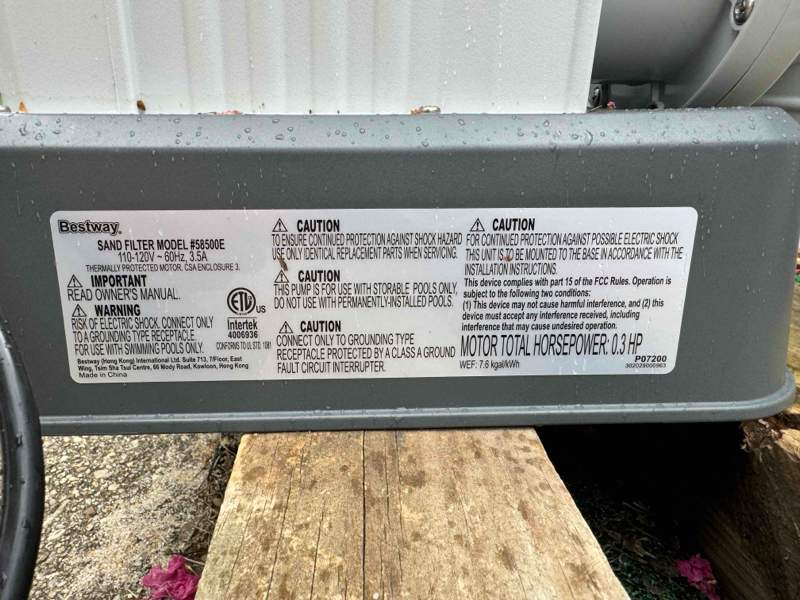 Bestway
SAND FILTER MODEL #58500E
110-120V ~ 60Hz, 3.5A
THERMALLY PROTECTED MOTOR, CSA ENCLOSURE 3.
IMPORTANT
READ OWNER'S MANUAL.
WARNING
RISK OF ELECTRIC SHOCK. CONNECT ONLY
TO A GROUNDING TYPE RECEPTACLE.
FOR USE WITH SWIMMING POOLS ONLY.
Bestway (Hong Kong) International Ltd. Suite 713, 7/Floor, East
Wing, Tsim Sha Tsui Centre, 66 Mody Road, Kowloon, Hong Kong
Made in China
ETL US
Intertek
4006936
CONFORMS TO UL STD. 1081
CAUTION
TO ENSURE CONTINUED PROTECTION AGAINST SHOCK HAZARD
USE ONLY IDENTICAL REPLACEMENT PARTS WHEN SERVICING.
CAUTION
THIS PUMP IS FOR USE WITH STORABLE POOLS ONLY,
DO NOT USE WITH PERMANENTLY-INSTALLED POOLS.
CAUTION
CONNECT ONLY TO GROUNDING TYPE
RECEPTACLE PROTECTED BY A CLASS A GROUND
FAULT CIRCUIT INTERRUPTER.
CAUTION
FOR CONTINUED PROTECTION AGAINST POSSIBLE ELECTRIC SHOCK
THIS UNIT IS TO BE MOUNTED TO THE BASE IN ACCORDANCE WITH THE
INSTALLATION INSTRUCTIONS.
This device complies with part 15 of the FCC Rules. Operation is
subject to the following two conditions:
(1) This device may not cause harmful interference, and (2) this
device must accept any interference received, including
interference that may cause undesired operation.
MOTOR TOTAL HORSEPOWER: 0.3 HP
WEF: 7.6 kgal/kWh
P07200
302029000963